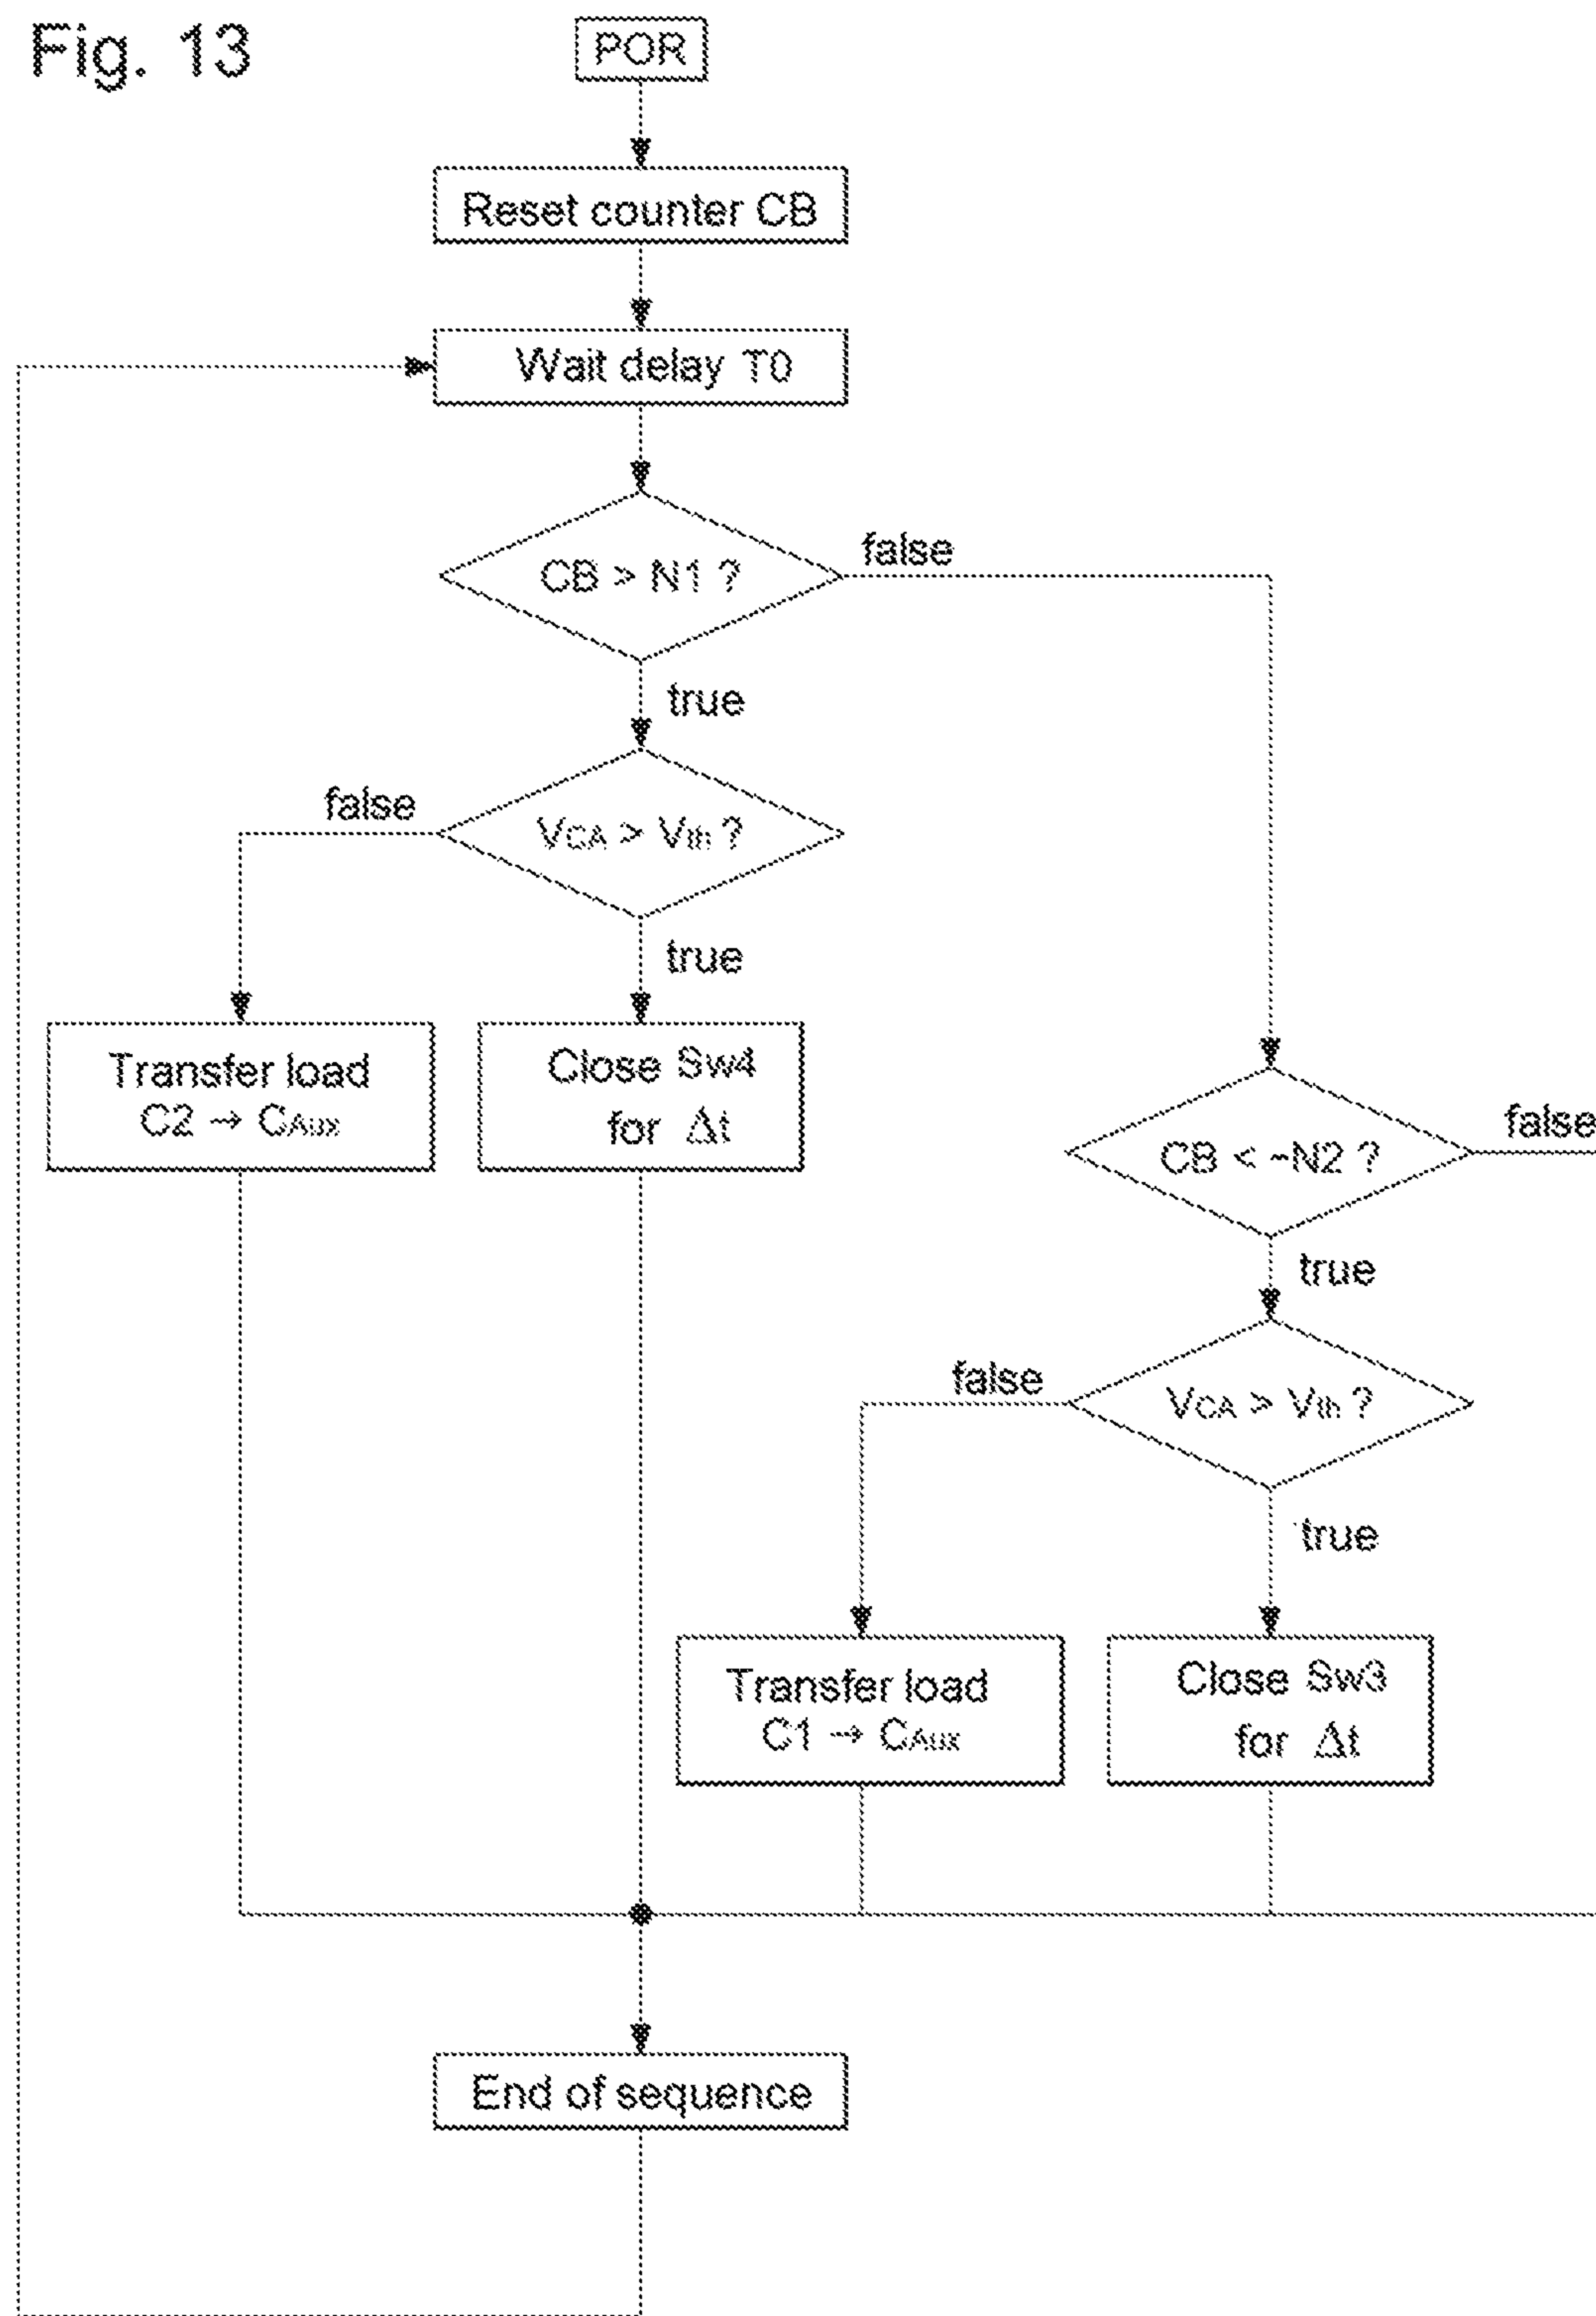 Fig. 13
POR
Reset counter CB
Wait delay T0
CB > N1 ?
false
true
false
VCA > Vth ?
true
Transfer load
C2 → CAux
Close Sw4
for Δt
CB < -N2 ?
false
true
false
VCA > Vth ?
true
Transfer load
C1 → CAux
Close Sw3
for Δt
End of sequence